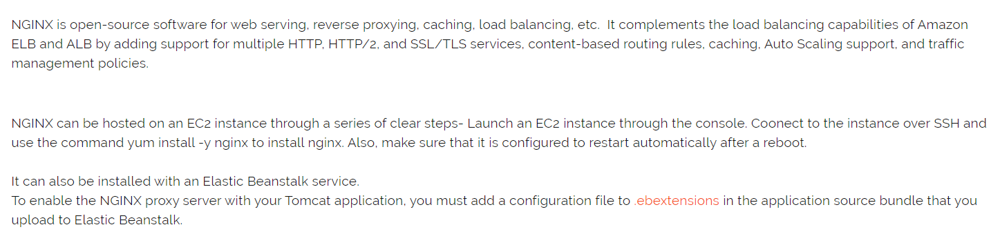 NGINX is open-source software for web serving, reverse proxying, caching, load balancing, etc.  It complements the load balancing capabilities of Amazon
ELB and ALB by adding support for multiple HTTP, HTTP/2, and SSL/TLS services, content-based routing rules, caching, Auto Scaling support, and traffic
management policies.
NGINX can be hosted on an EC2 instance through a series of clear steps- Launch an EC2 instance through the console. Coonect to the instance over SSH and
use the command yum install -y nginx to install nginx. Also, make sure that it is configured to restart automatically after a reboot.
It can also be installed with an Elastic Beanstalk service.
To enable the NGINX proxy server with your Tomcat application, you must add a configuration file to .ebextensions in the application source bundle that you
upload to Elastic Beanstalk.